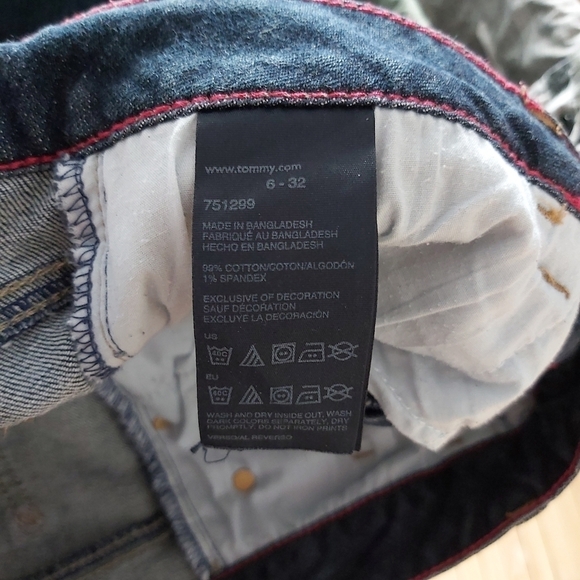 www.tommy.com
6 - 32
751299
MADE IN BANGLADESH
FABRIQUÉ AU BANGLADESH
HECHO EN BANGLADESH
99% COTTON/COTON/ALGODÓN
1% SPANDEX
EXCLUSIVE OF DECORATION
SAUF DÉCORATION
EXCLUYE LA DECORACIÓN
US
60C
EU
60C
WASH AND DRY INSIDE OUT. WASH
DARK COLORS SEPARATELY. DRY
PROMPTLY. DO NOT IRON PRINTS